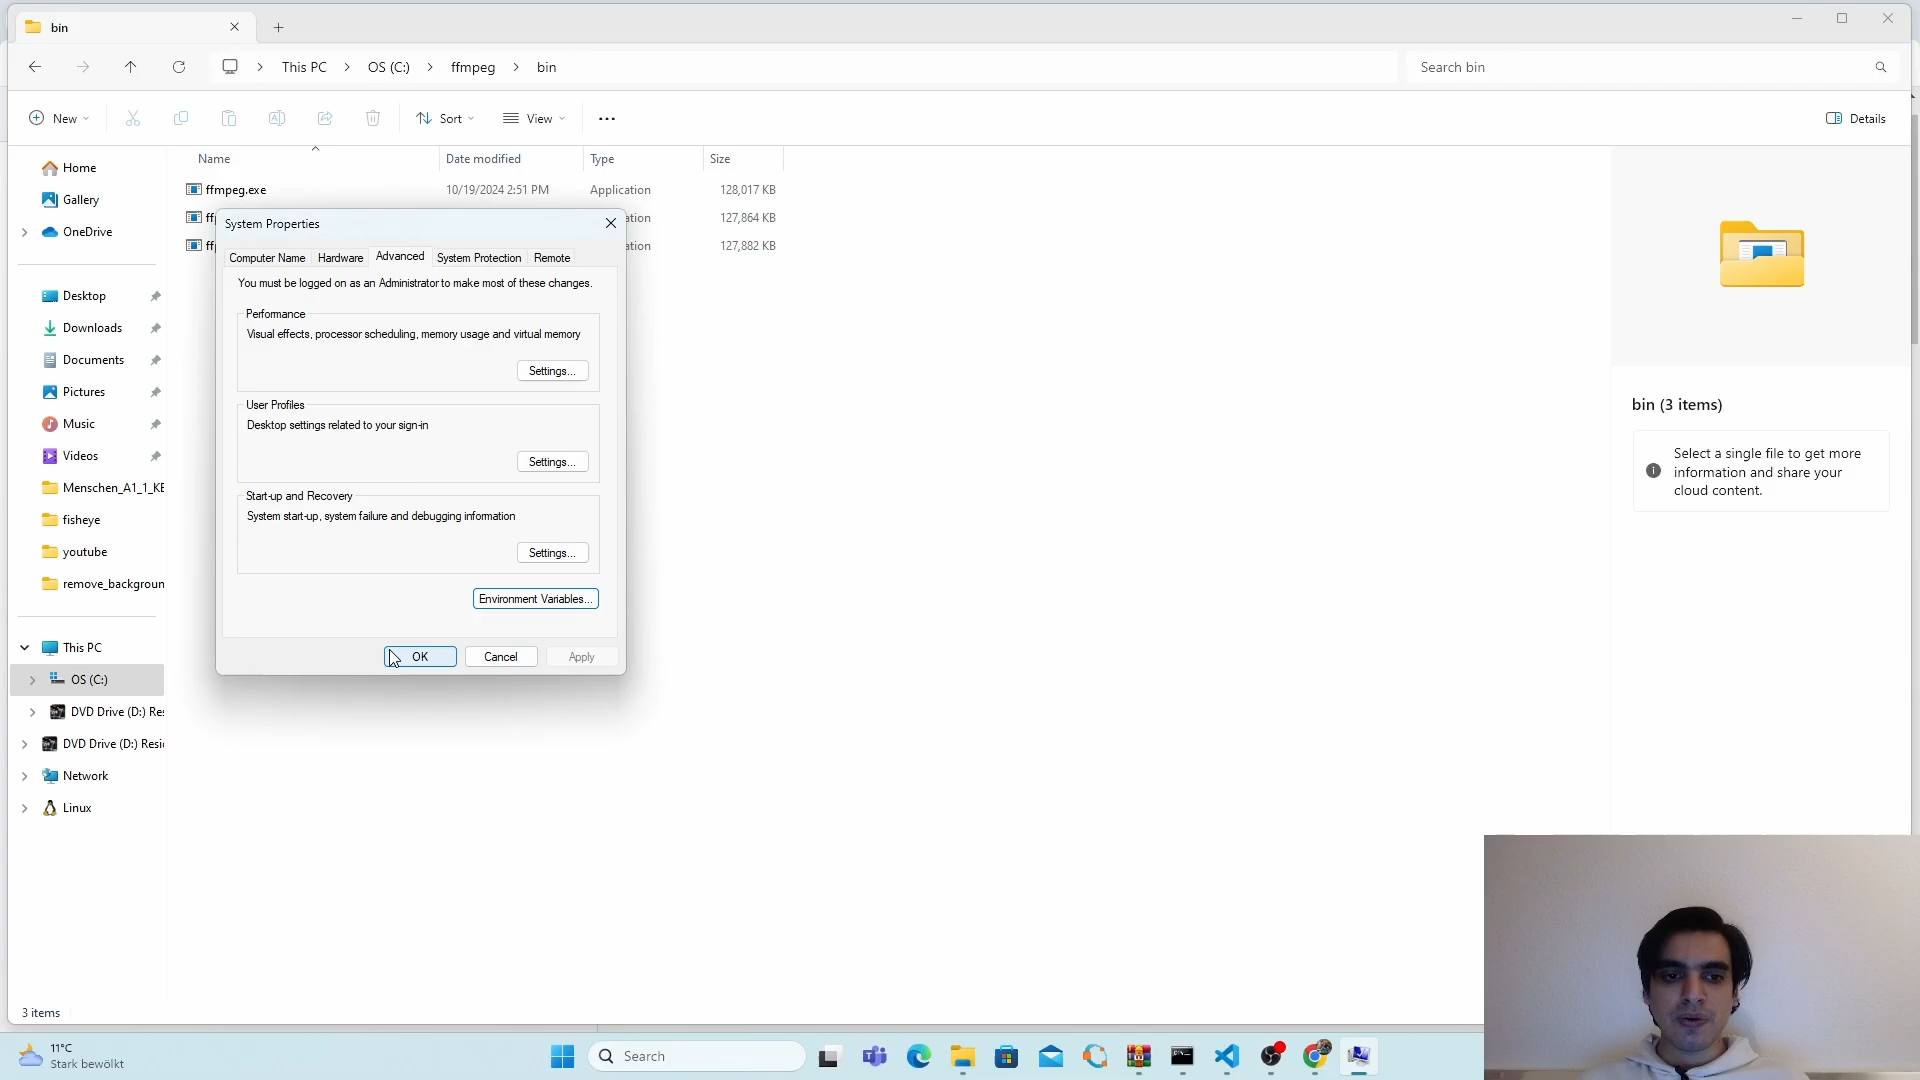 bin
This PC
OS (C:)
ffmpeg
bin
Search bin
New
Sort
View
Details
Name
Date modified
Type
Size
ffmpeg.exe
10/19/2024 2:51 PM
Application
128,017 KB
127,864 KB
127,882 KB
Home
Gallery
OneDrive
Desktop
Downloads
Documents
Pictures
Music
Videos
Menschen_A1_1_KE
fisheye
youtube
remove_backgroun
This PC
OS (C:)
DVD Drive (D:) Res
DVD Drive (D:) Resi
Network
Linux
System Properties
Computer Name
Hardware
Advanced
System Protection
Remote
You must be logged on as an Administrator to make most of these changes.
Performance
Visual effects, processor scheduling, memory usage and virtual memory
Settings...
User Profiles
Desktop settings related to your sign-in
Settings...
Start-up and Recovery
System start-up, system failure and debugging information
Settings...
Environment Variables...
OK
Cancel
Apply
bin (3 items)
Select a single file to get more
information and share your
cloud content.
3 items
11°C
Stark bewölkt
Search